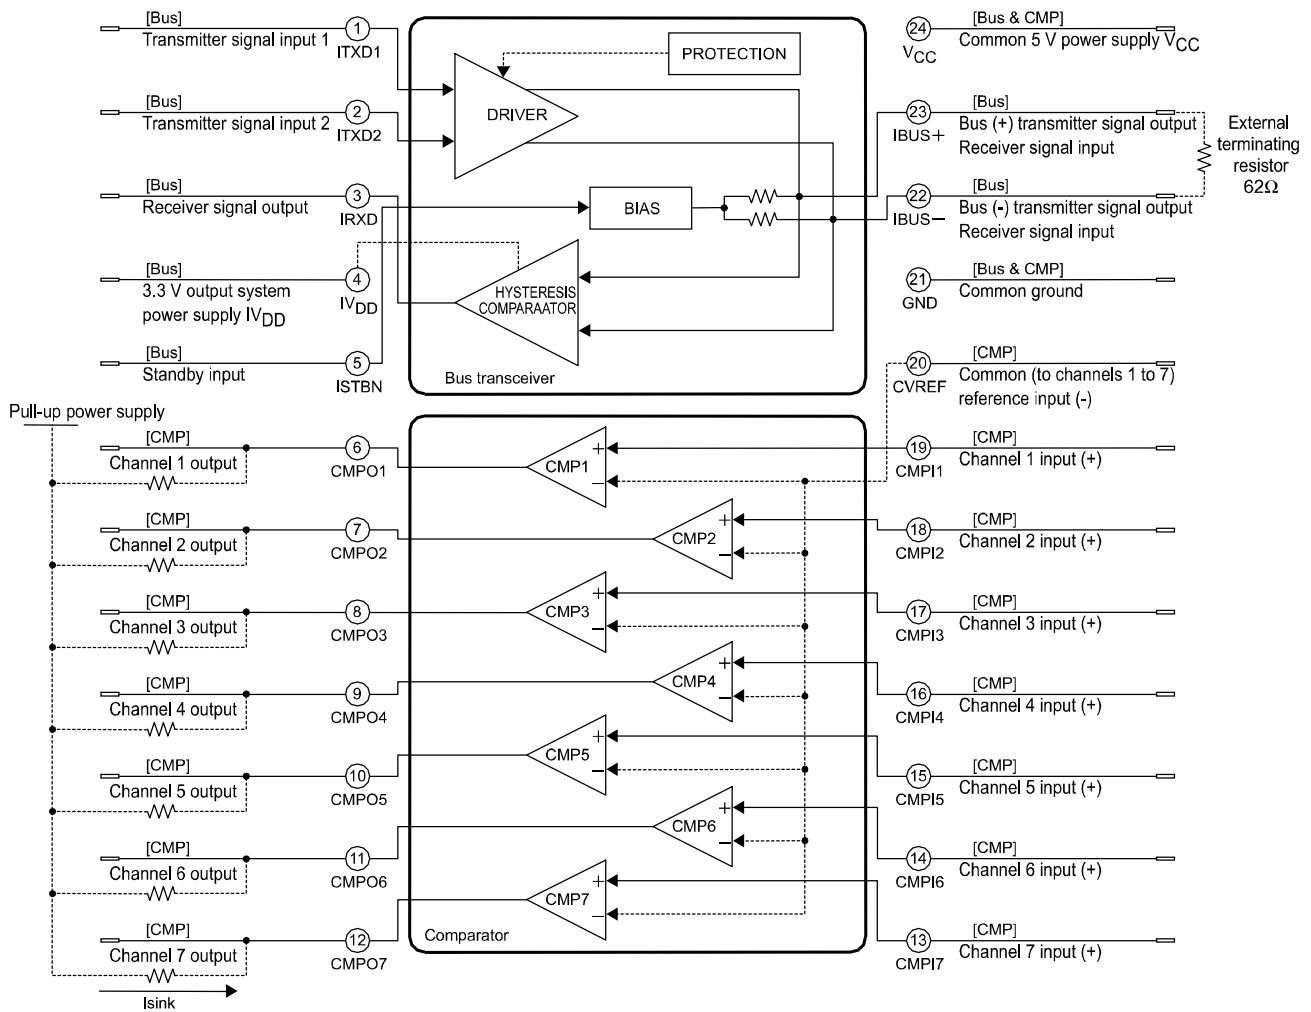 [Bus]
Transmitter signal input 1
1
ITXD1
[Bus]
Transmitter signal input 2
2
ITXD2
[Bus]
Receiver signal output
3
IRXD
[Bus]
3.3 V output system
power supply IVDD
4
IVDD
[Bus]
Standby input
5
ISTBN
PROTECTION
DRIVER
BIAS
HYSTERESIS
COMPARAATOR
Bus transceiver
24
VCC
[Bus & CMP]
Common 5 V power supply VCC
23
IBUS+
[Bus]
Bus (+) transmitter signal output
Receiver signal input
22
IBUS−
[Bus]
Bus (-) transmitter signal output
Receiver signal input
External
terminating
resistor
62Ω
21
GND
[Bus & CMP]
Common ground
20
CVREF
[CMP]
Common (to channels 1 to 7)
reference input (-)
Pull-up power supply
[CMP]
Channel 1 output
6
CMPO1
[CMP]
Channel 2 output
7
CMPO2
[CMP]
Channel 3 output
8
CMPO3
[CMP]
Channel 4 output
9
CMPO4
[CMP]
Channel 5 output
10
CMPO5
[CMP]
Channel 6 output
11
CMPO6
[CMP]
Channel 7 output
12
CMPO7
Isink
CMP1
+
−
CMP2
+
−
CMP3
+
−
CMP4
+
−
CMP5
+
−
CMP6
+
−
CMP7
+
−
Comparator
19
CMPI1
[CMP]
Channel 1 input (+)
18
CMPI2
[CMP]
Channel 2 input (+)
17
CMPI3
[CMP]
Channel 3 input (+)
16
CMPI4
[CMP]
Channel 4 input (+)
15
CMPI5
[CMP]
Channel 5 input (+)
14
CMPI6
[CMP]
Channel 6 input (+)
13
CMPI7
[CMP]
Channel 7 input (+)